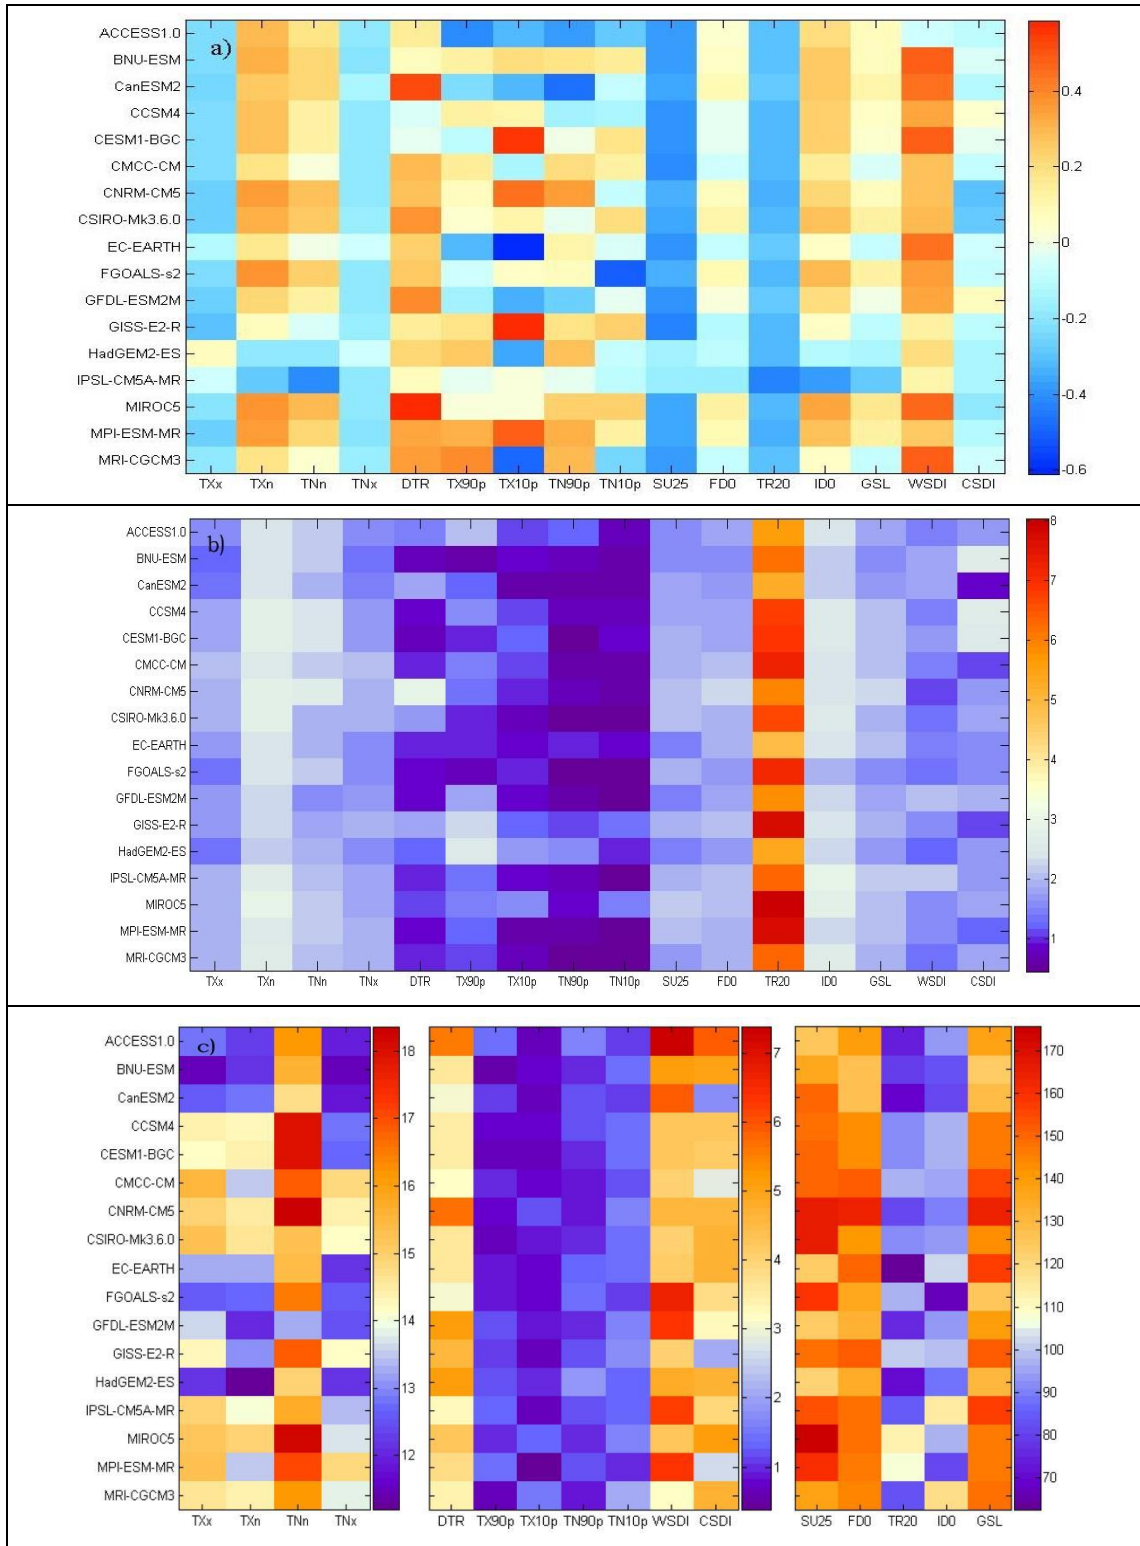 a)
ACCESS1.0
BNU-ESM
CanESM2
CCSM4
CESM1-BGC
CMCC-CM
CNRM-CM5
CSIRO-Mk3.6.0
EC-EARTH
FGOALS-s2
GFDL-ESM2M
GISS-E2-R
HadGEM2-ES
IPSL-CM5A-MR
MIROC5
MPI-ESM-MR
MRI-CGCM3
TXx TXn TNn TNx DTR TX90p TX10p TN90p TN10p SU25 FD0 TR20 ID0 GSL WSDI CSDI
0.4
0.2
0
-0.2
-0.4
-0.6
b)
ACCESS1.0
BNU-ESM
CanESM2
CCSM4
CESM1-BGC
CMCC-CM
CNRM-CM5
CSIRO-Mk3.6.0
EC-EARTH
FGOALS-s2
GFDL-ESM2M
GISS-E2-R
HadGEM2-ES
IPSL-CM5A-MR
MIROC5
MPI-ESM-MR
MRI-CGCM3
TXx TXn TNn TNx DTR TX90p TX10p TN90p TN10p SU25 FD0 TR20 ID0 GSL WSDI CSDI
8
7
6
5
4
3
2
1
c)
ACCESS1.0
BNU-ESM
CanESM2
CCSM4
CESM1-BGC
CMCC-CM
CNRM-CM5
CSIRO-Mk3.6.0
EC-EARTH
FGOALS-s2
GFDL-ESM2M
GISS-E2-R
HadGEM2-ES
IPSL-CM5A-MR
MIROC5
MPI-ESM-MR
MRI-CGCM3
TXx TXn TNn TNx
18
17
16
15
14
13
12
DTR TX90p TX10p TN90p TN10p WSDI CSDI
7
6
5
4
3
2
1
SU25 FD0 TR20 ID0 GSL
170
160
150
140
130
120
110
100
90
80
70